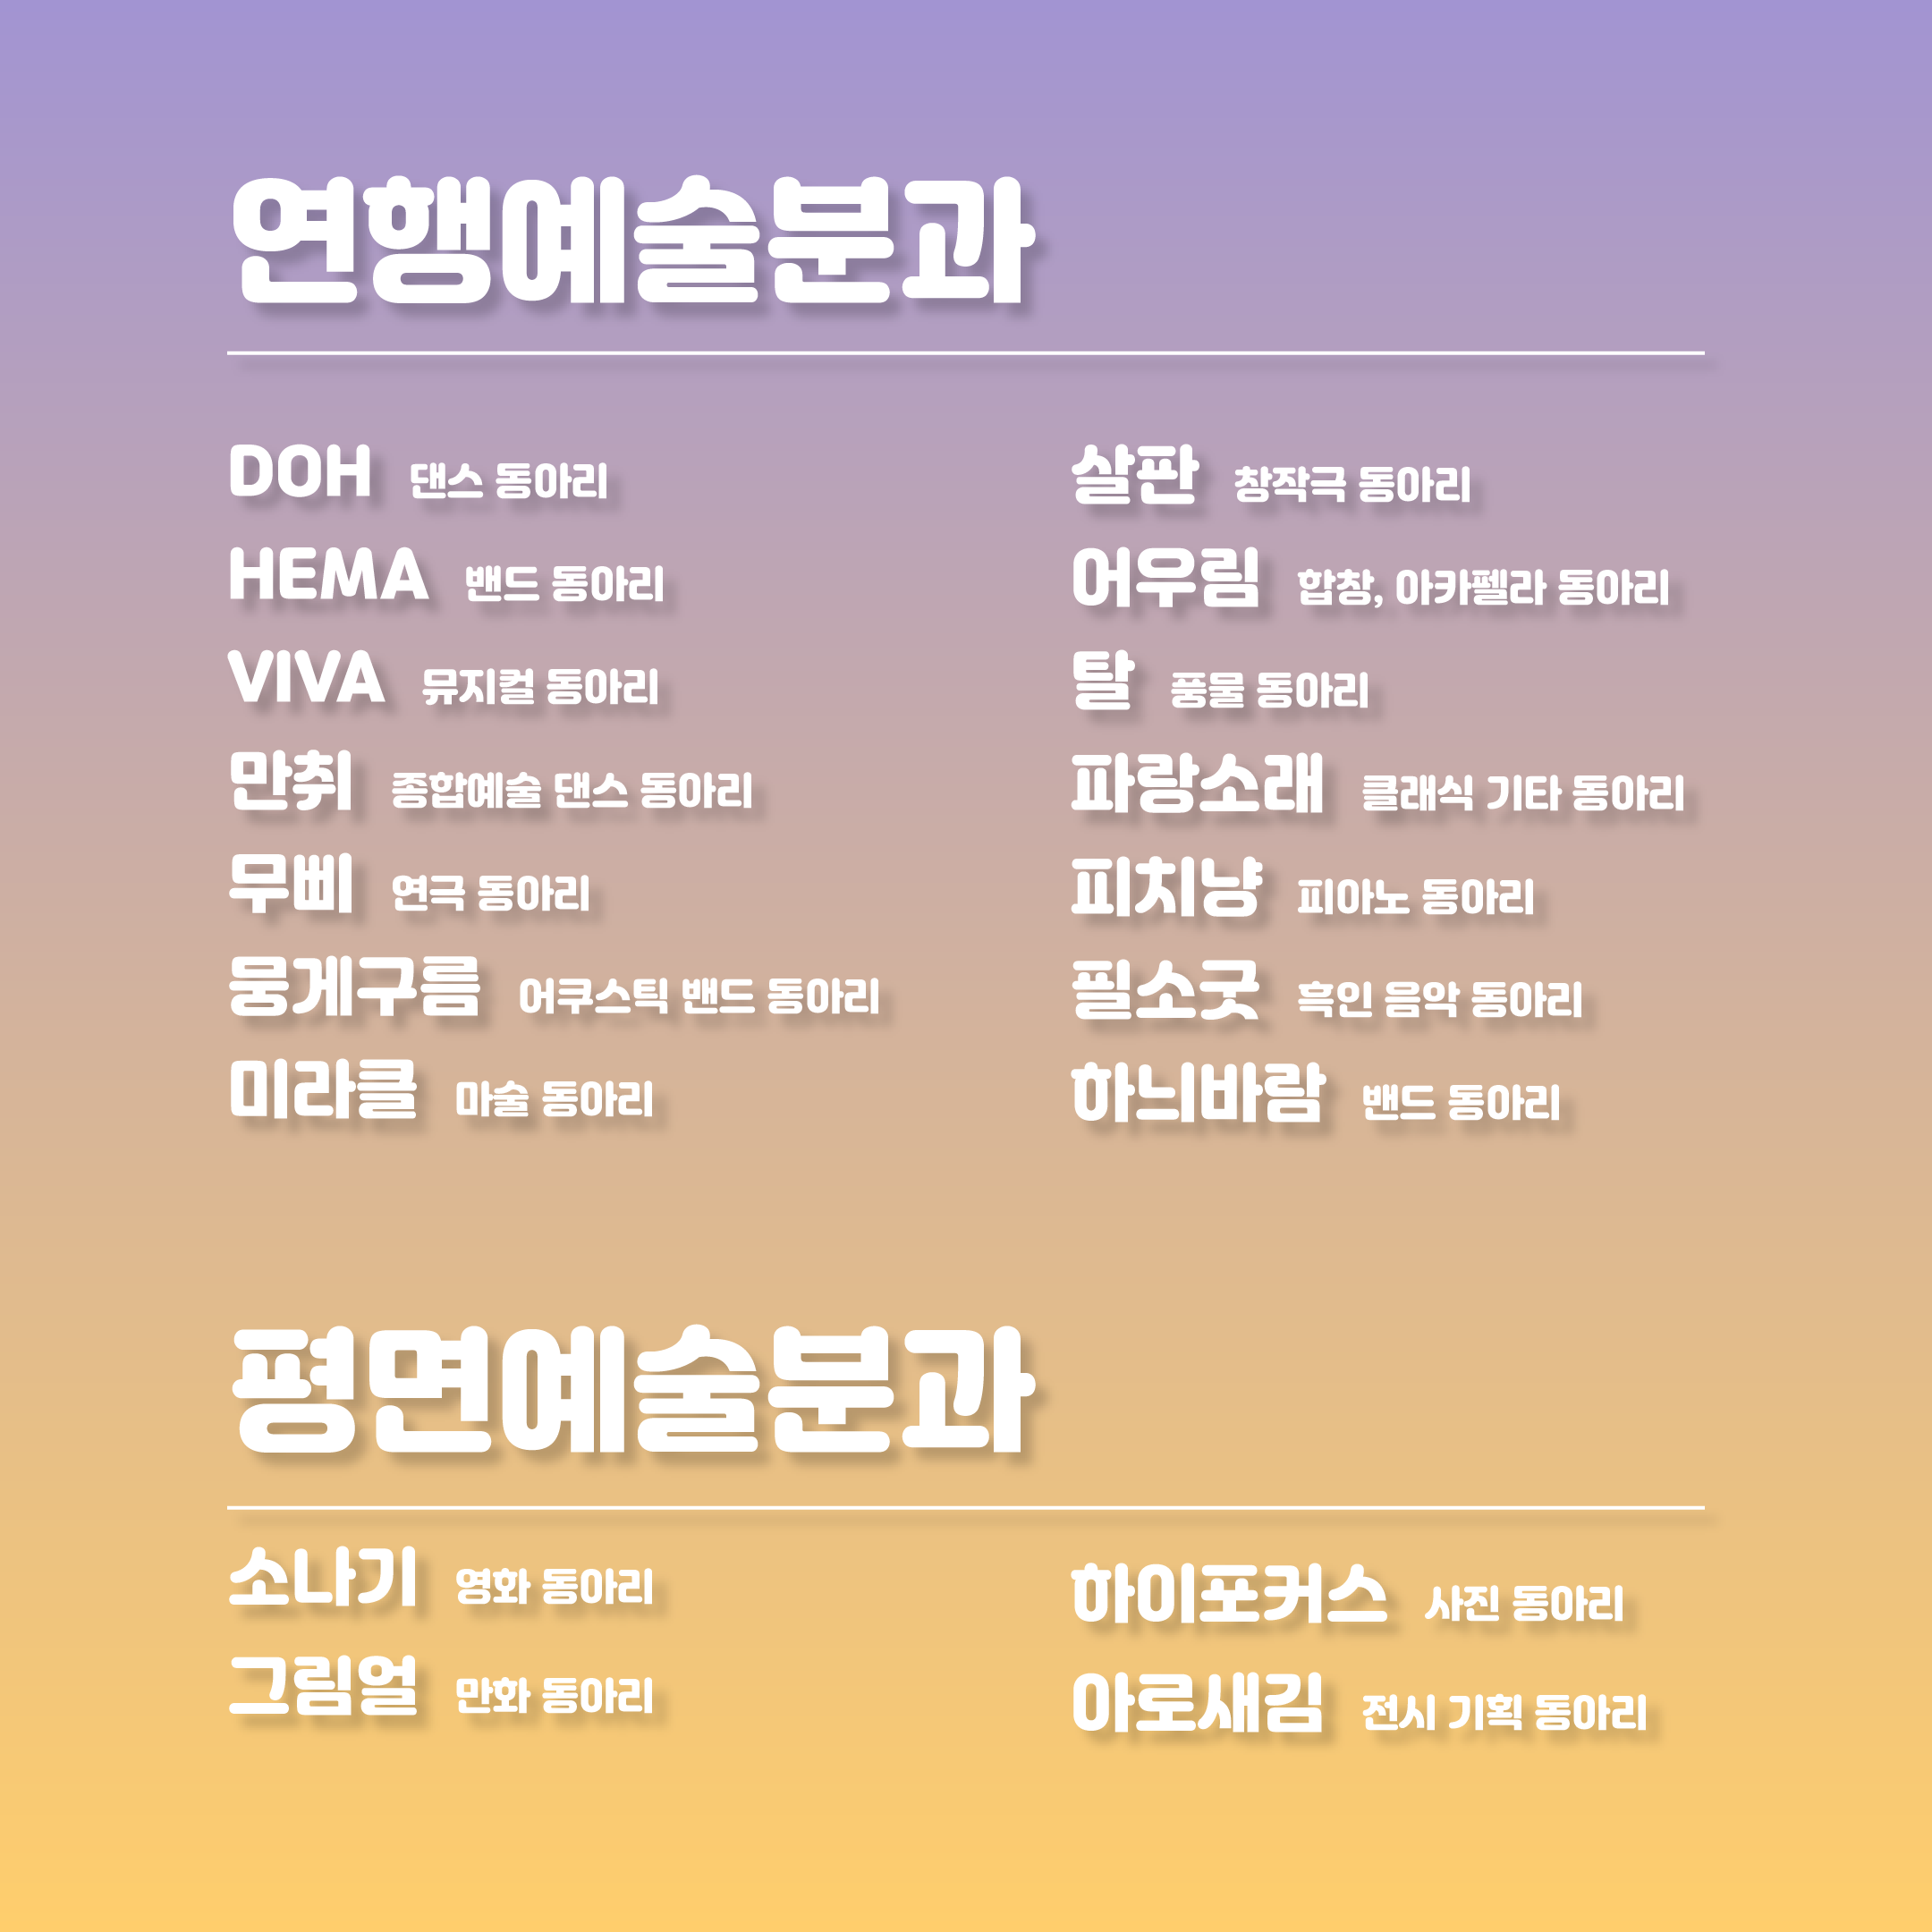 연행예술분과
DOH 댄스 동아리
HEMA 밴드 동아리
VIVA 뮤지컬 동아리
만취 종합예술 댄스 동아리
무삐 연극 동아리
뭉게구름 어쿠스틱 밴드 동아리
미라클 마술 동아리
살판 창작극 동아리
어우림 합창, 아카펠라 동아리
탈 풍물 동아리
파랑소래 클래식 기타 동아리
피치냥 피아노 동아리
필소굿 흑인 음악 동아리
하늬바람 밴드 동아리
평면예술분과
소나기 영화 동아리
그림얼 만화 동아리
하이포커스 사진 동아리
아로새김 전시 기획 동아리